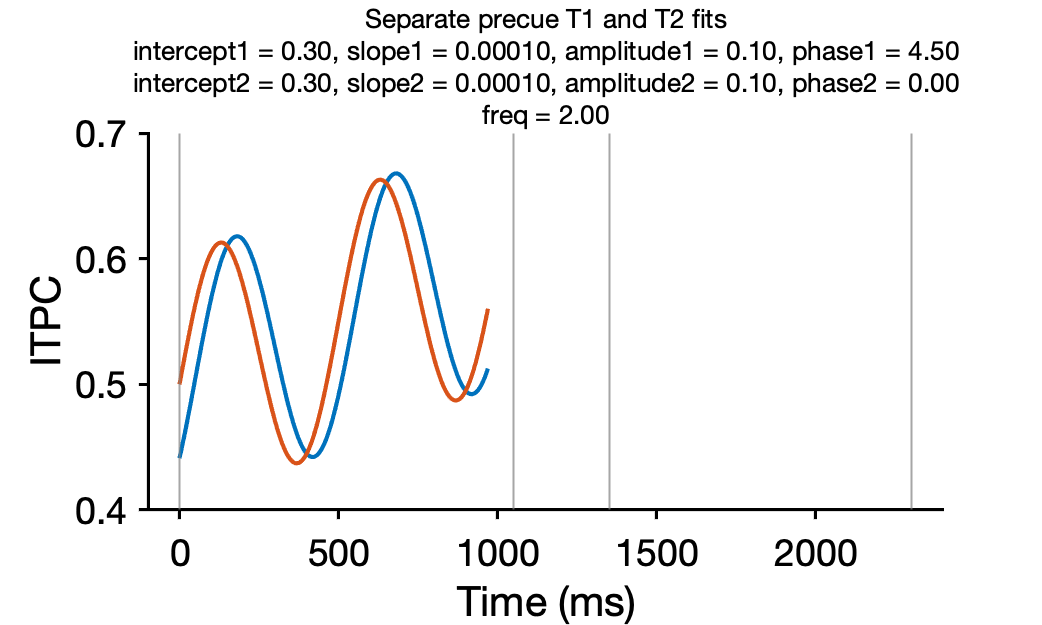 Separate precue T1 and T2 fits
intercept1 = 0.30, slope1 = 0.00010, amplitude1 = 0.10, phase1 = 4.50
intercept2 = 0.30, slope2 = 0.00010, amplitude2 = 0.10, phase2 = 0.00
freq = 2.00
0.7
0.6
0.5
0.4
ITPC
0 500 1000 1500 2000
Time (ms)